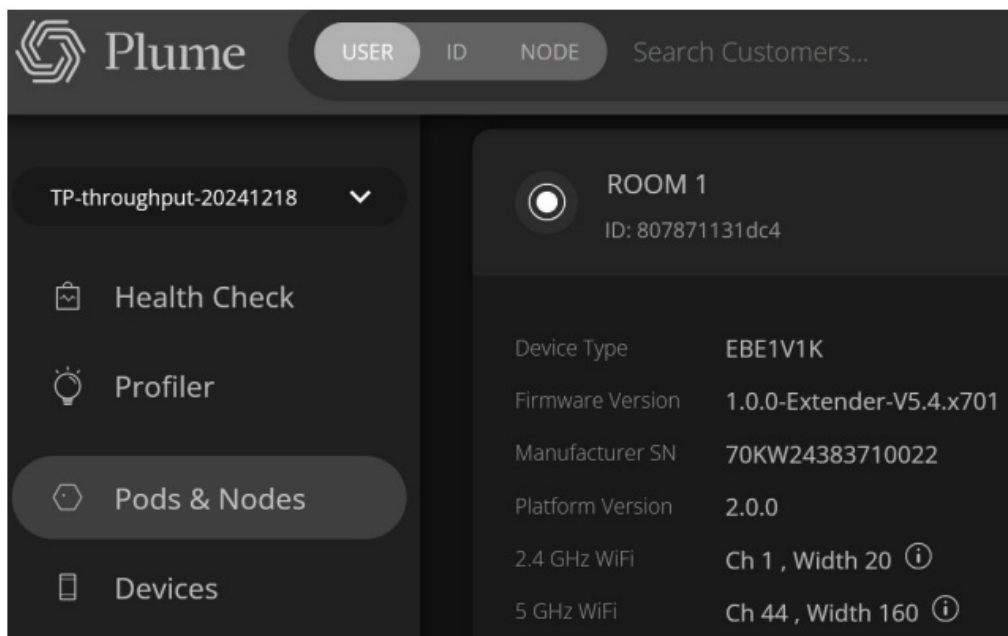 Plume
USER ID NODE Search Customers...
TP-throughput-20241218
Health Check
Profiler
Pods & Nodes
Devices
ROOM 1
ID: 807871131dc4
Device Type EBE1V1K
Firmware Version 1.0.0-Extender-V5.4.x701
Manufacturer SN 70KW24383710022
Platform Version 2.0.0
2.4 GHz WiFi Ch 1 , Width 20
5 GHz WiFi Ch 44 , Width 160